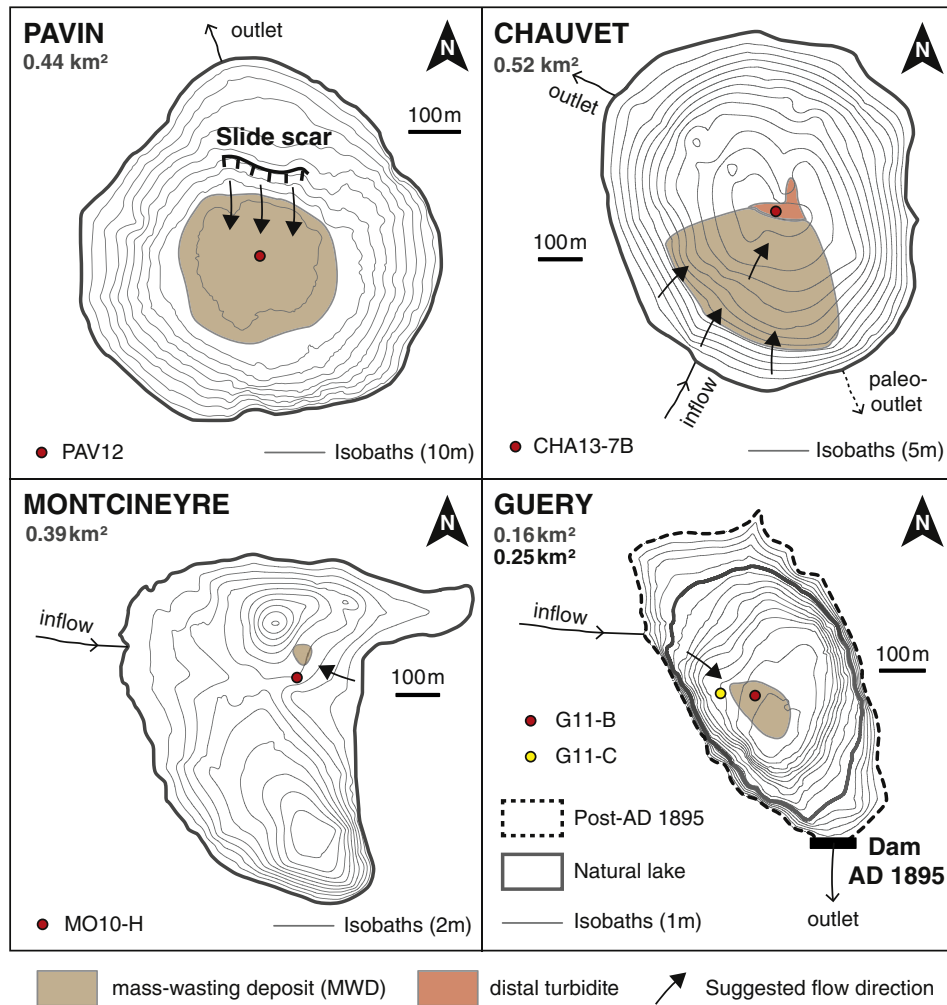 PAVIN
0.44 km²
outlet
N
100m
Slide scar
PAV12
Isobaths (10m)
CHAUVET
0.52 km²
outlet
N
100m
inflow
paleo-
outlet
CHA13-7B
Isobaths (5m)
MONTCINEYRE
0.39km²
N
inflow
100m
MO10-H
Isobaths (2m)
GUERY
0.16km²
0.25km²
N
inflow
100m
G11-B
G11-C
Post-AD 1895
Natural lake
Isobaths (1m)
Dam
AD 1895
outlet
mass-wasting deposit (MWD)
distal turbidite
Suggested flow direction